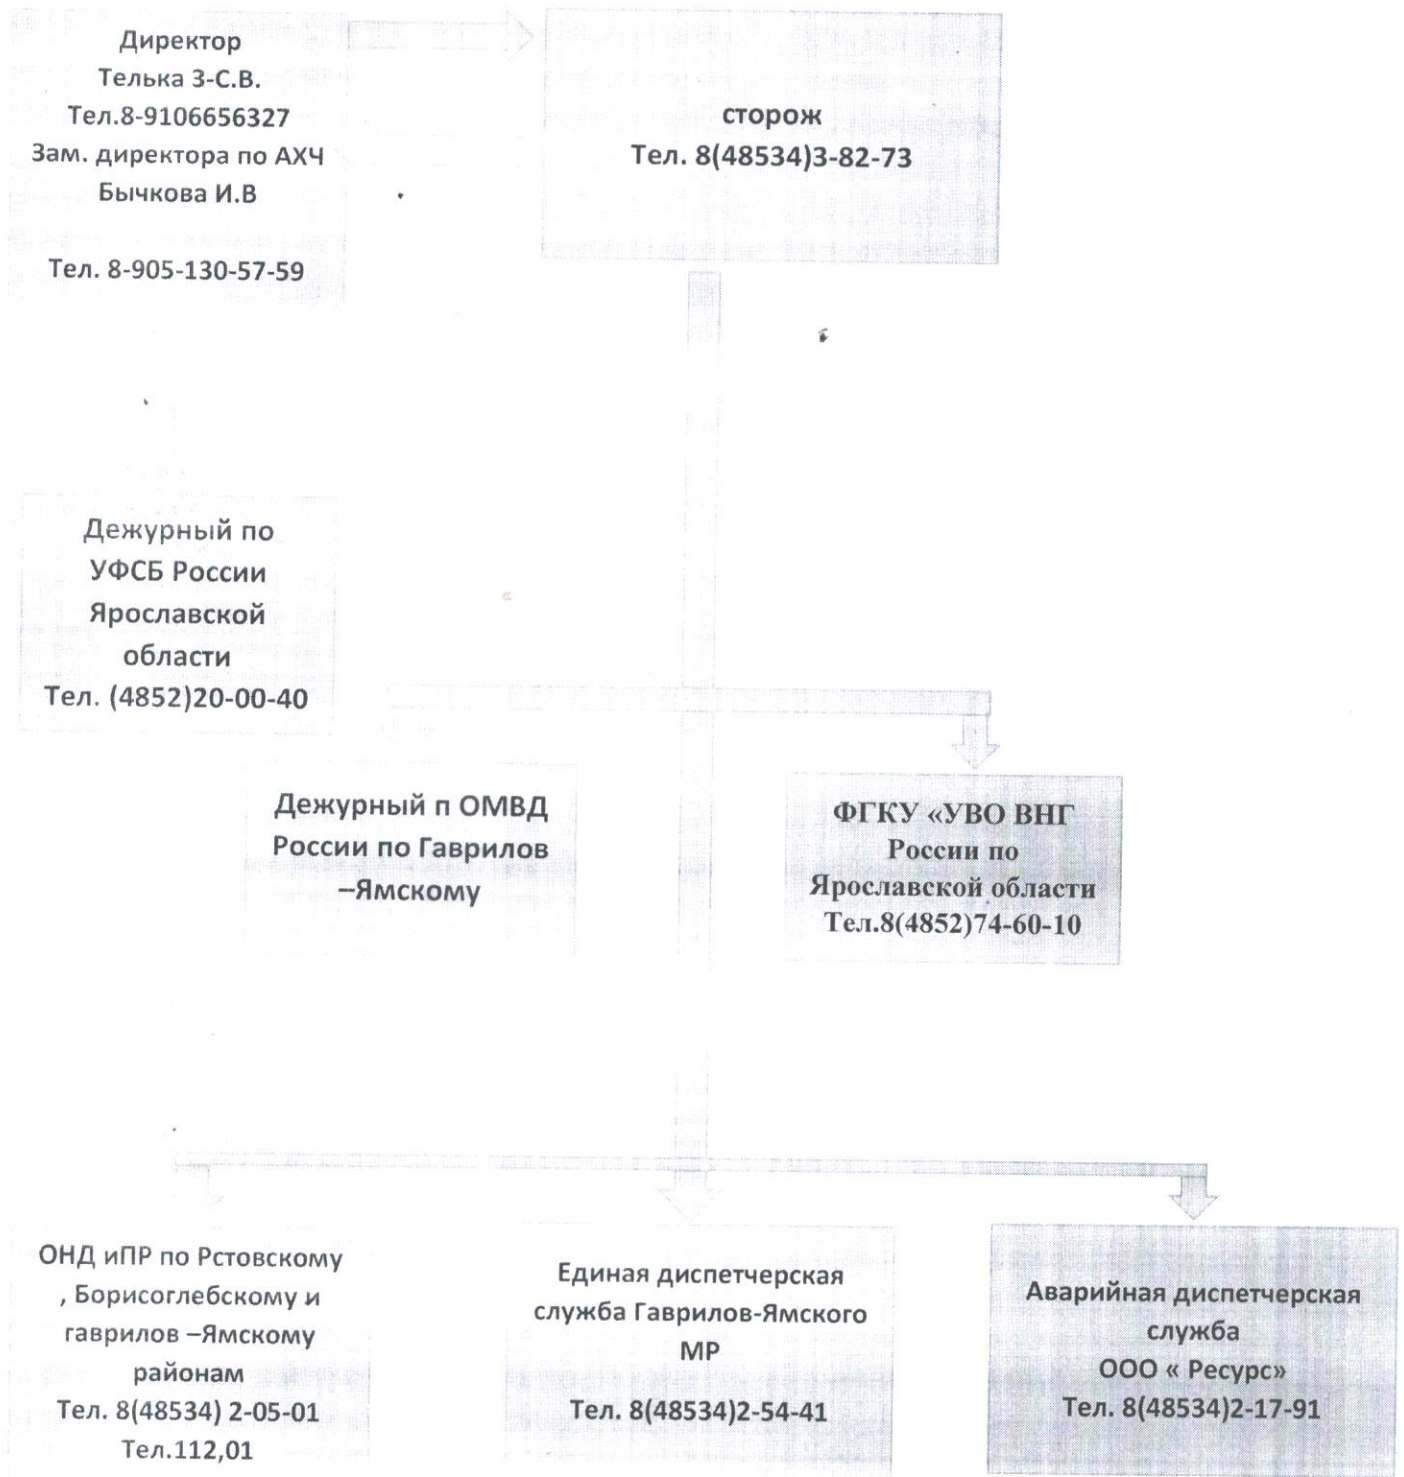 Директор
Телька З-С.В.
Тел.8-9106656327
Зам. директора по АХЧ
Бычкова И.В
Тел. 8-905-130-57-59
сторож
Тел. 8(48534)3-82-73
Дежурный по
УФСБ России
Ярославской
области
Тел. (4852)20-00-40
Дежурный п ОМВД
России по Гаврилов
–Ямскому
ФГКУ «УВО ВНГ
России по
Ярославской области
Тел.8(4852)74-60-10
ОНД иПР по Рстовскому
, Борисоглебскому и
гаврилов –Ямскому
районам
Тел. 8(48534) 2-05-01
Тел.112,01
Единая диспетчерская
служба Гаврилов-Ямского
МР
Тел. 8(48534)2-54-41
Аварийная диспетчерская
служба
ООО « Ресурс»
Тел. 8(48534)2-17-91